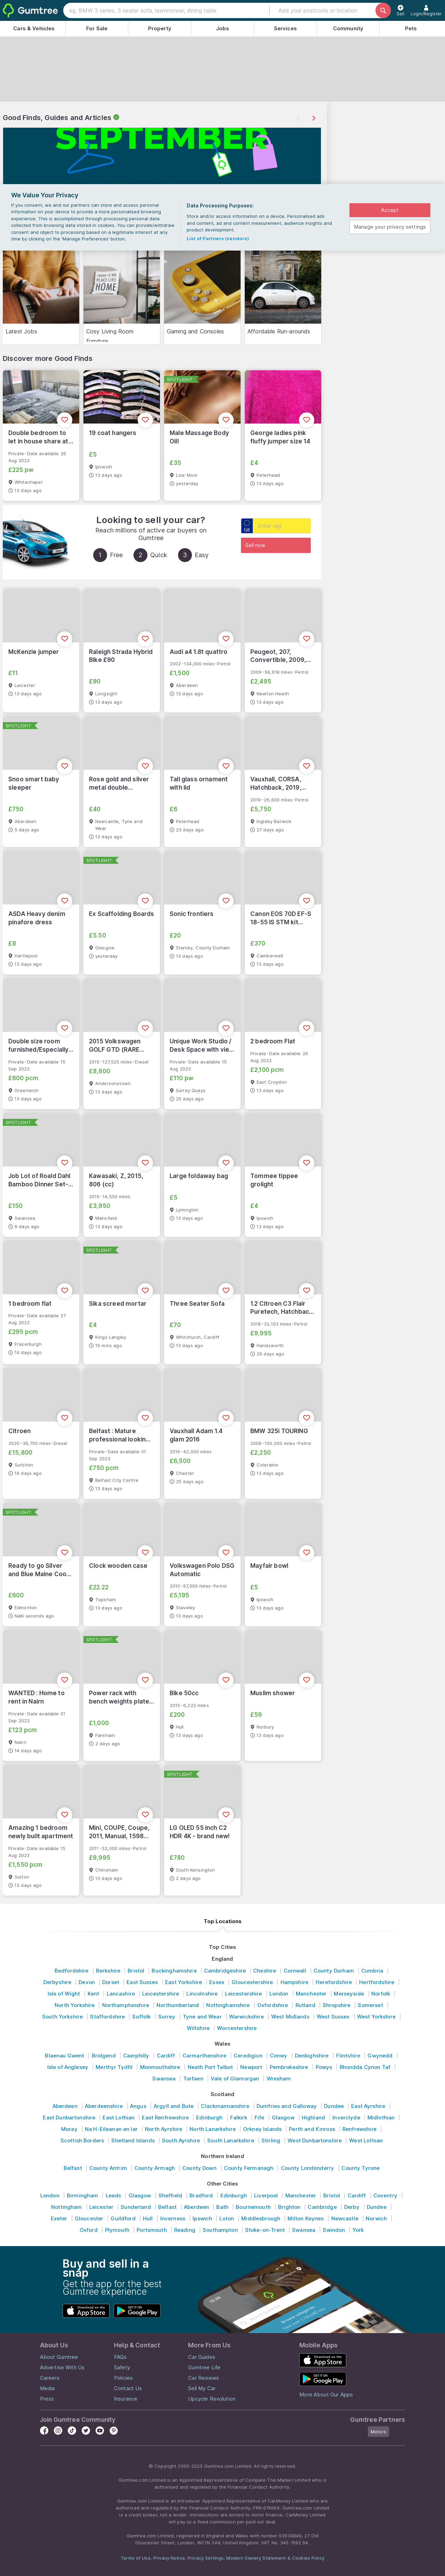 Gumtree
eg. BMW 3 series, 3 seater sofa, lawnmower, dining table
Add your postcode or location
Sell
Login/Register
Cars & Vehicles
For Sale
Property
Jobs
Services
Community
Pets
Good Finds, Guides and Articles
SEPTEMBER
We Value Your Privacy
If you consent, we and our partners can store and access personal
information on your device to provide a more personalised browsing
experience. This is accomplished through processing personal data
collected from browsing data stored in cookies. You can provide/withdraw
consent and object to processing based on a legitimate interest at any
time by clicking on the 'Manage Preferences' button.
Data Processing Purposes:
Store and/or access information on a device. Personalised ads and
content, ad and content measurement, audience insights and product
development.
List of Partners (vendors)
Accept
Manage your privacy settings
Latest Jobs
Cosy Living Room
Furniture
Gaming and Consoles
Affordable Run-arounds
Discover more Good Finds
Double bedroom to
let in house share at...
Private · Date available 26
Aug 2023
£225 pw
Whitechapel
13 days ago
19 coat hangers
£5
Ipswich
13 days ago
SPOTLIGHT
Male Massage Body
Oil
£35
Low Moor
yesterday
Georgie ladies pink
fluffy jumper size 14
£4
Peterhead
13 days ago
Looking to sell your car?
Reach millions of active car buyers on
Gumtree
1 Free
2 Quick
3 Easy
GB
Enter reg
Sell now
McKenzie jumper
£11
Leicester
13 days ago
Raleigh Strada Hybrid
Bike £90
£90
Longsight
13 days ago
Audi a4 1.8t quattro
2002 · 134,000 miles · Petrol
£1,500
Aberdeen
13 days ago
Peugeot, 207,
Convertible, 2009,...
2009 · 56,618 miles · Petrol
£2,495
Newton Heath
13 days ago
SPOTLIGHT
Snoo smart baby
sleeper
£750
Aberdeen
5 days ago
Rose gold and silver
metal double...
£40
Newcastle, Tyne and
Wear
13 days ago
Tall glass ornament
with lid
£6
Peterhead
23 days ago
Vauxhall, CORSA,
Hatchback, 2019,...
2019 · 26,600 miles · Petrol
£5,750
Ingleby Barwick
27 days ago
ASDA Heavy denim
pinafore dress
£8
Hartlepool
13 days ago
SPOTLIGHT
Ex Scaffolding Boards
£5.50
Glasgow
yesterday
Sonic frontiers
£20
Stanley, County Durham
13 days ago
Canon EOS 70D EF-S
18-55 IS STM kit...
£370
Camberwell
13 days ago
Double size room
furnished/Especially...
Private · Date available 15
Sep 2023
£600 pcm
Greenwich
13 days ago
2015 Volkswagen
GOLF GTD (RARE...
2015 · 127,025 miles · Diesel
£8,800
Andersonstown
13 days ago
Unique Work Studio /
Desk Space with vie...
Private · Date available 15
Aug 2023
£110 pw
Surrey Quays
25 days ago
2 bedroom Flat
Private · Date available 26
Aug 2023
£2,100 pcm
East Croydon
13 days ago
SPOTLIGHT
Job Lot of Roald Dahl
Bamboo Dinner Set-...
£150
Swansea
6 days ago
Kawasaki, Z, 2015,
806 (cc)
2015 · 14,550 miles
£3,950
Mansfield
13 days ago
Large foldaway bag
£5
Lymington
13 days ago
Tommee tippee
grolight
£4
Ipswich
13 days ago
1 bedroom flat
Private · Date available 27
Aug 2023
£295 pcm
Fraserburgh
14 days ago
SPOTLIGHT
Sika screed mortar
£4
Kings Langley
15 mins ago
Three Seater Sofa
£70
Whitchurch, Cardiff
13 days ago
1.2 Citroen C3 Flair
Puretech, Hatchbac...
2018 · 33,103 miles · Petrol
£9,995
Handsworth
26 days ago
Citroen
2020 · 39,700 miles · Diesel
£15,800
Surbiton
19 days ago
Belfast : Mature
professional lookin...
Private · Date available 01
Sep 2023
£750 pcm
Belfast City Centre
13 days ago
Vauxhall Adam 1.4
glam 2016
2016 · 42,000 miles
£6,500
Chester
25 days ago
BMW 325i TOURING
2008 · 100,000 miles · Petrol
£2,250
Coleraine
13 days ago
SPOTLIGHT
Ready to go Silver
and Blue Maine Coo...
£600
Edmonton
NaN seconds ago
Clock wooden case
£22.22
Topsham
13 days ago
Volkswagen Polo DSG
Automatic
2010 · 67,000 miles · Petrol
£5,195
Staveley
13 days ago
Mayfair bowl
£5
Ipswich
13 days ago
WANTED : Home to
rent in Nairn
Private · Date available 01
Sep 2023
£123 pcm
Nairn
14 days ago
SPOTLIGHT
Power rack with
bench weights plate...
£1,000
Fareham
2 days ago
Bike 50cc
2015 · 6,222 miles
£200
Hull
13 days ago
Muslim shower
£59
Norbury
13 days ago
Amazing 1 bedroom
newly built apartment
Private · Date available 15
Sep 2023
£1,550 pcm
Sutton
13 days ago
Mini, COUPE, Coupe,
2011, Manual, 1598...
2011 · 52,000 miles · Petrol
£9,995
Chineham
13 days ago
SPOTLIGHT
LG OLED 55 inch C2
HDR 4K - brand new!
£780
South Kensington
2 days ago
Top Locations
Top Cities
England
Bedfordshire | Berkshire | Bristol | Buckinghamshire | Cambridgeshire | Cheshire | Cornwall | County Durham | Cumbria |
Derbyshire | Devon | Dorset | East Sussex | East Yorkshire | Essex | Gloucestershire | Hampshire | Herefordshire | Hertfordshire |
Isle of Wight | Kent | Lancashire | Leicestershire | Lincolnshire | Leicestershire | London | Manchester | Merseyside | Norfolk |
North Yorkshire | Northamptonshire | Northumberland | Nottinghamshire | Oxfordshire | Rutland | Shropshire | Somerset |
South Yorkshire | Staffordshire | Suffolk | Surrey | Tyne and Wear | Warwickshire | West Midlands | West Sussex | West Yorkshire |
Wiltshire | Worcestershire
Wales
Blaenau Gwent | Bridgend | Caerphilly | Cardiff | Carmarthenshire | Ceredigion | Conwy | Denbighshire | Flintshire | Gwynedd |
Isle of Anglesey | Merthyr Tydfil | Monmouthshire | Neath Port Talbot | Newport | Pembrokeshire | Powys | Rhondda Cynon Taf |
Swansea | Torfaen | Vale of Glamorgan | Wrexham
Scotland
Aberdeen | Aberdeenshire | Angus | Argyll and Bute | Clackmannanshire | Dumfries and Galloway | Dundee | East Ayrshire |
East Dunbartonshire | East Lothian | East Renfrewshire | Edinburgh | Falkirk | Fife | Glasgow | Highland | Inverclyde | Midlothian |
Moray | Na H-Eileanan an Iar | North Ayrshire | North Lanarkshire | Orkney Islands | Perth and Kinross | Renfrewshire |
Scottish Borders | Shetland Islands | South Ayrshire | South Lanarkshire | Stirling | West Dunbartonshire | West Lothian
Northern Ireland
Belfast | County Antrim | County Armagh | County Down | County Fermanagh | County Londonderry | County Tyrone
Other Cities
London | Birmingham | Leeds | Glasgow | Sheffield | Bradford | Edinburgh | Liverpool | Manchester | Bristol | Cardiff | Coventry |
Nottingham | Leicester | Sunderland | Belfast | Aberdeen | Bath | Bournemouth | Brighton | Cambridge | Derby | Dundee |
Exeter | Gloucester | Guildford | Hull | Inverness | Ipswich | Luton | Middlesbrough | Milton Keynes | Newcastle | Norwich |
Oxford | Plymouth | Portsmouth | Reading | Southampton | Stoke-on-Trent | Swansea | Swindon | York
Buy and sell in a
snap
Get the app for the best
Gumtree experience
Download on the App Store
GET IT ON Google Play
About Us
About Gumtree
Advertise With Us
Careers
Media
Press
Help & Contact
FAQs
Safety
Policies
Contact Us
Insurance
More From Us
Car Guides
Gumtree Life
Car Reviews
Sell My Car
Upcycle Revolution
Mobile Apps
Download on the App Store
GET IT ON Google Play
More About Our Apps
Join Gumtree Community
Gumtree Partners
Motors
© Copyright 2000-2023 Gumtree.com Limited. All rights reserved.
Gumtree.com Limited is an Appointed Representative of Compare The Market Limited who is
authorised and regulated by the Financial Conduct Authority.
Gumtree.com Limited is an Introducer Appointed Representative of CarMoney Limited who are
authorised and regulated by the Financial Conduct Authority, FRN 674094. Gumtree.com Limited
is a credit broker, not a lender. Introductions are limited to motor finance, CarMoney Limited
will pay us a fixed commission per paid out deal.
Gumtree.com Limited, registered in England and Wales with number 03934849, 27 Old
Gloucester Street, London, WC1N 3AX, United Kingdom. VAT No. 345 7692 64.
Terms of Use, Privacy Notice, Privacy Settings, Modern Slavery Statement & Cookies Policy